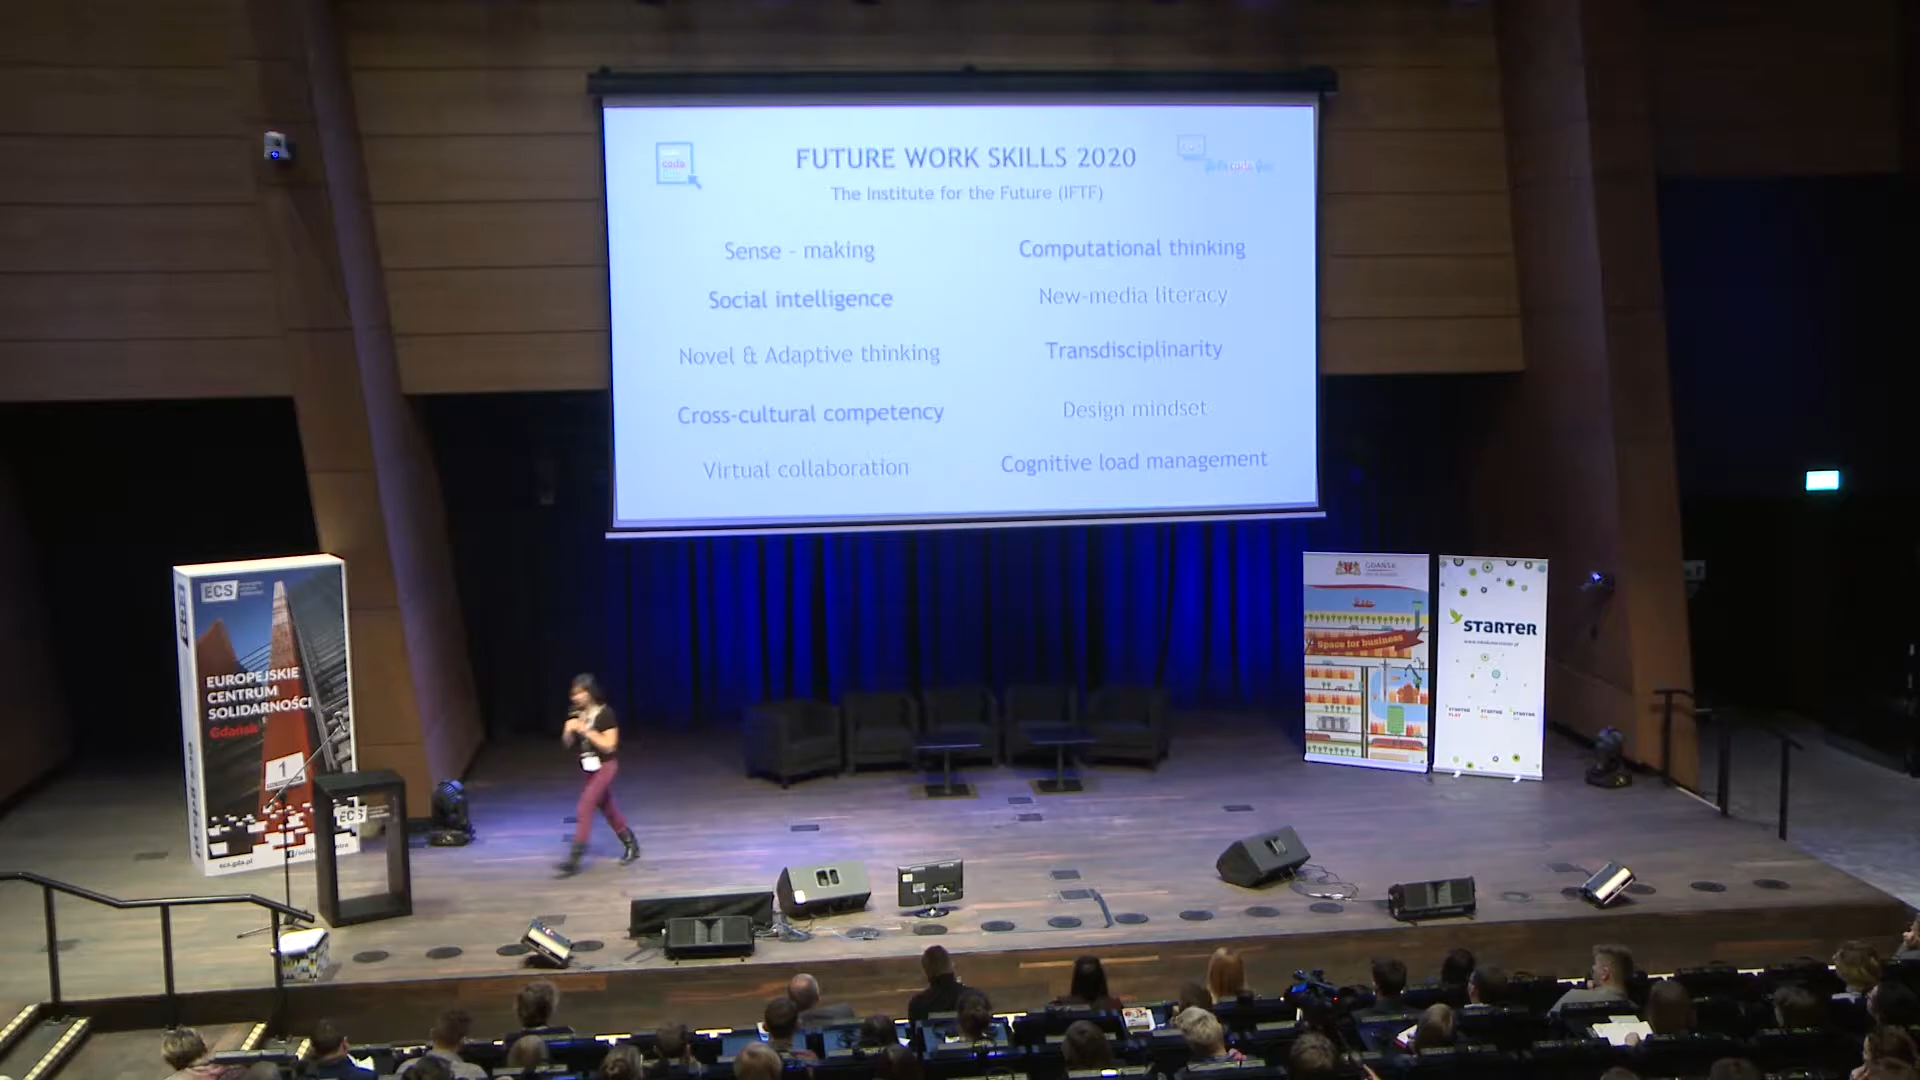 coda
FUTURE WORK SKILLS 2020
The Institute for the Future (IFTF)
Sense - making
Social intelligence
Novel & Adaptive thinking
Cross-cultural competency
Virtual collaboration
Computational thinking
New-media literacy
Transdisciplinarity
Design mindset
Cognitive load management
ECS
EUROPEJSKIE
CENTRUM
SOLIDARNOŚCI
Gdańsk
1
ecs.gda.pl
ECS
GDAŃSK
Space for business
STARTER